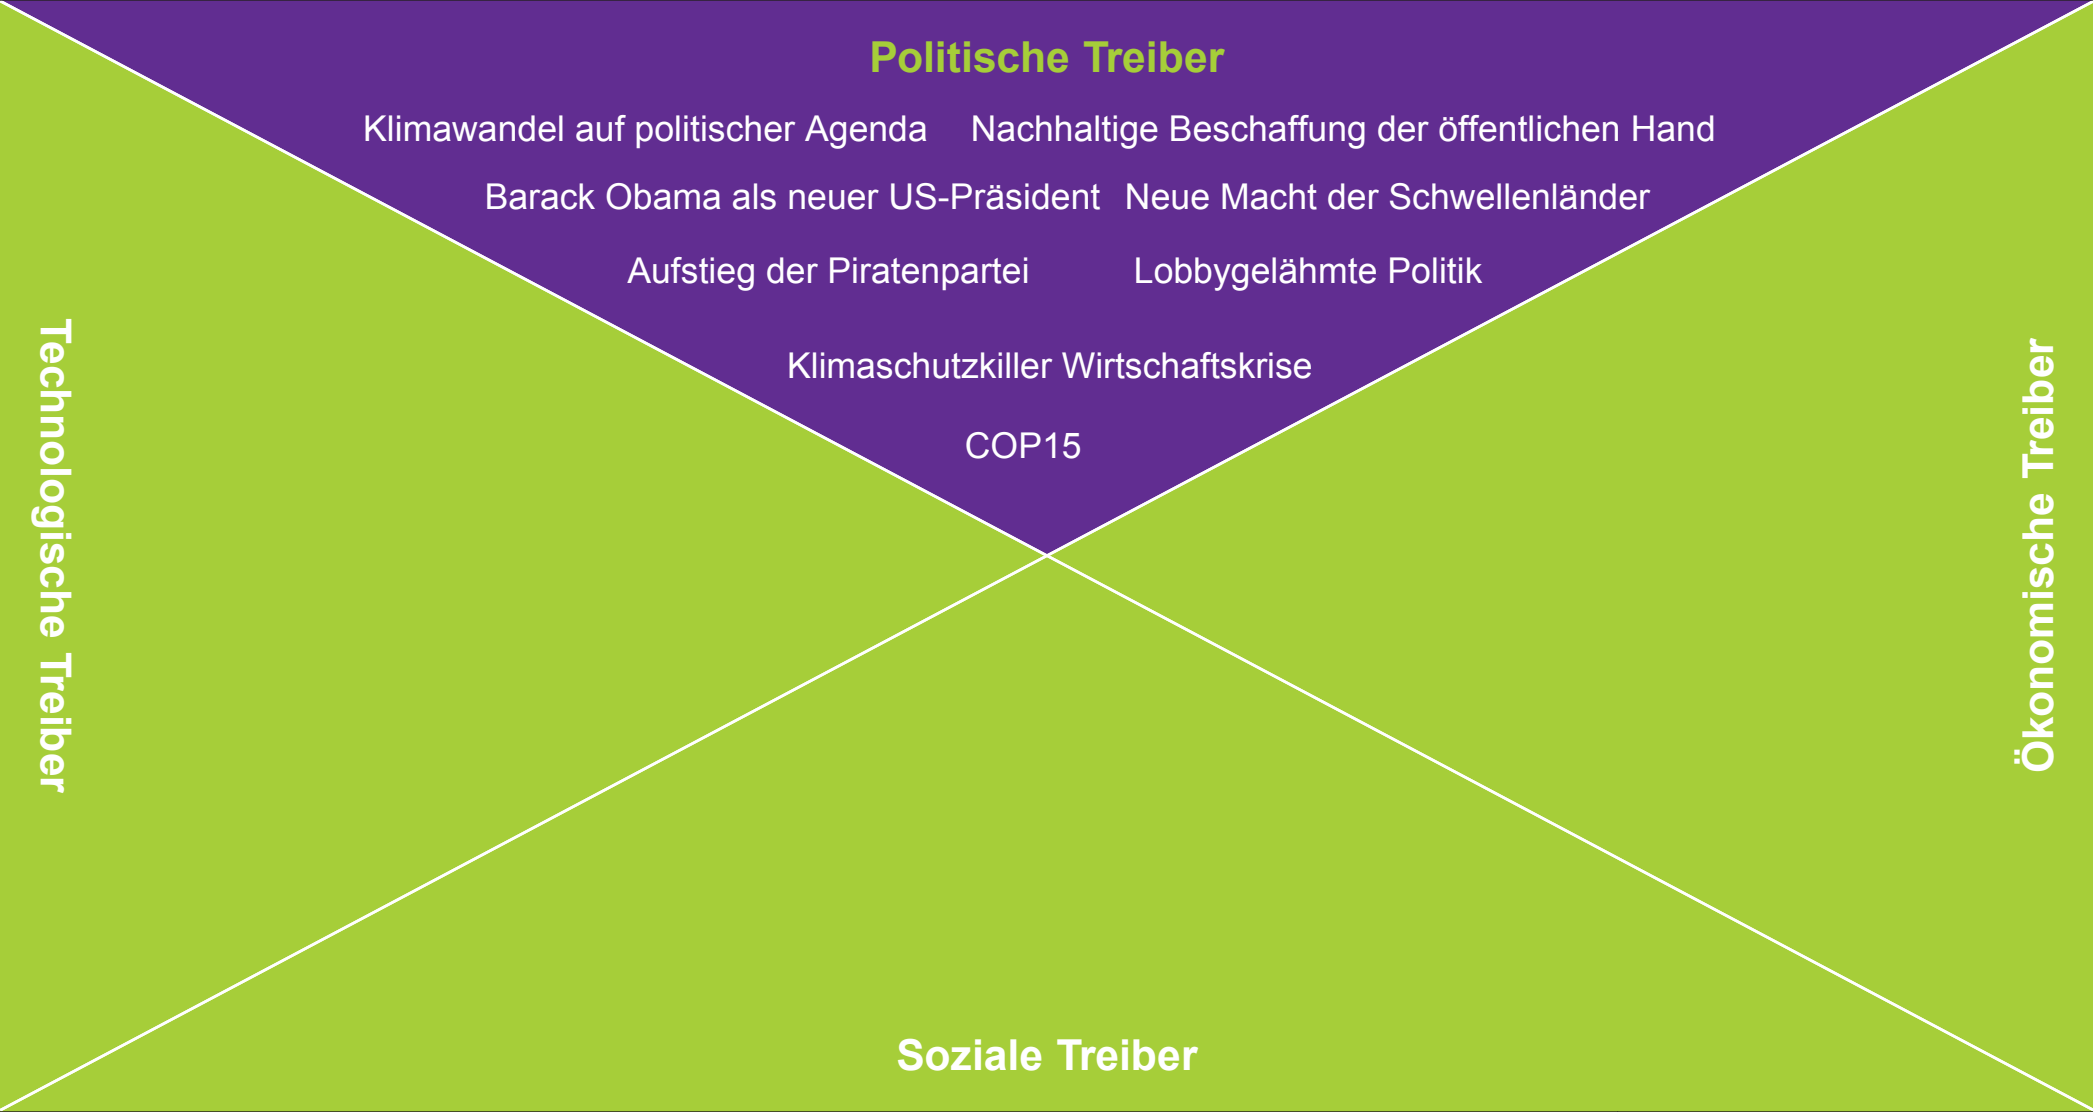 Politische Treiber
Klimawandel auf politischer Agenda Nachhaltige Beschaffung der öffentlichen Hand
Barack Obama als neuer US-Präsident Neue Macht der Schwellenländer
Aufstieg der Piratenpartei Lobbygelähmte Politik
Klimaschutzkiller Wirtschaftskrise
COP15
Technologische Treiber
Ökonomische Treiber
Soziale Treiber